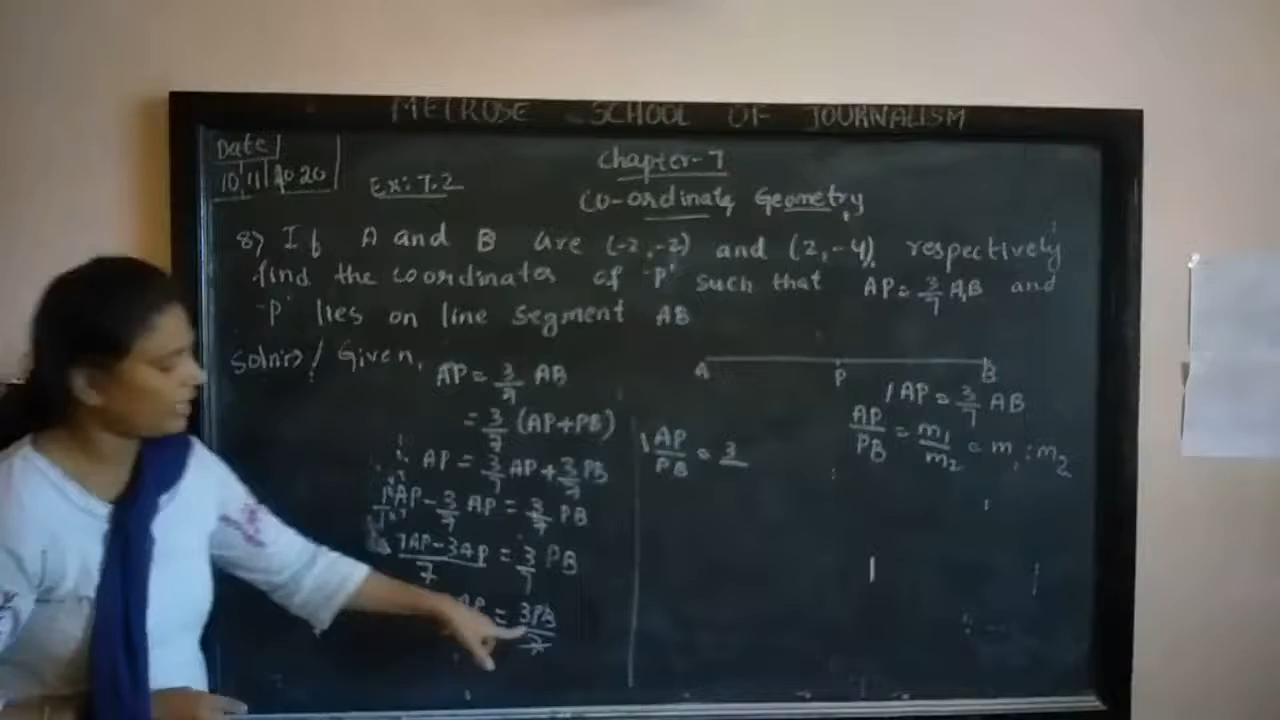 METROSE SCHOOL OF JOURNALISM
Date
10/11/2020
Ex: 7.2
Chapter-7
Co-ordinate Geometry
8) If A and B are (-2,-2) and (2,-4), respectively
find the coordinates of 'P' such that AP = 3/7 AB and
'P' lies on line segment AB
Given,
AP = 3/7 AB
= 3/7 (AP+PB)
AP = 3/7 AP + 3/7 PB
AP - 3/7 AP = 3/7 PB
7AP-3AP/7 = 3/7 PB
AP = 3PB/7
A P B
AP = 3/7 AB
AP/PB = m1/m2 = m1:m2
AP/PB = 3